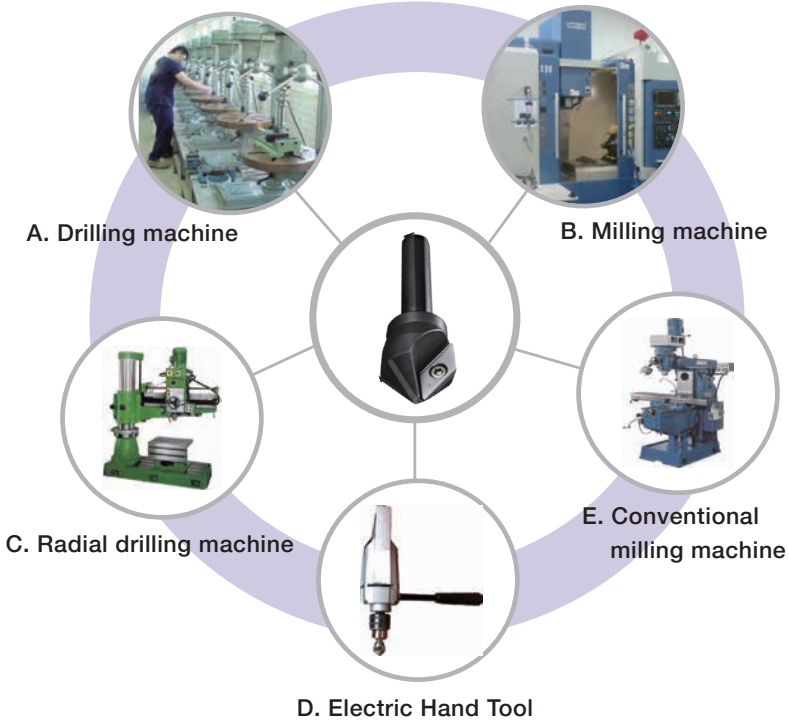 A. Drilling machine
B. Milling machine
C. Radial drilling machine
E. Conventional
milling machine
D. Electric Hand Tool